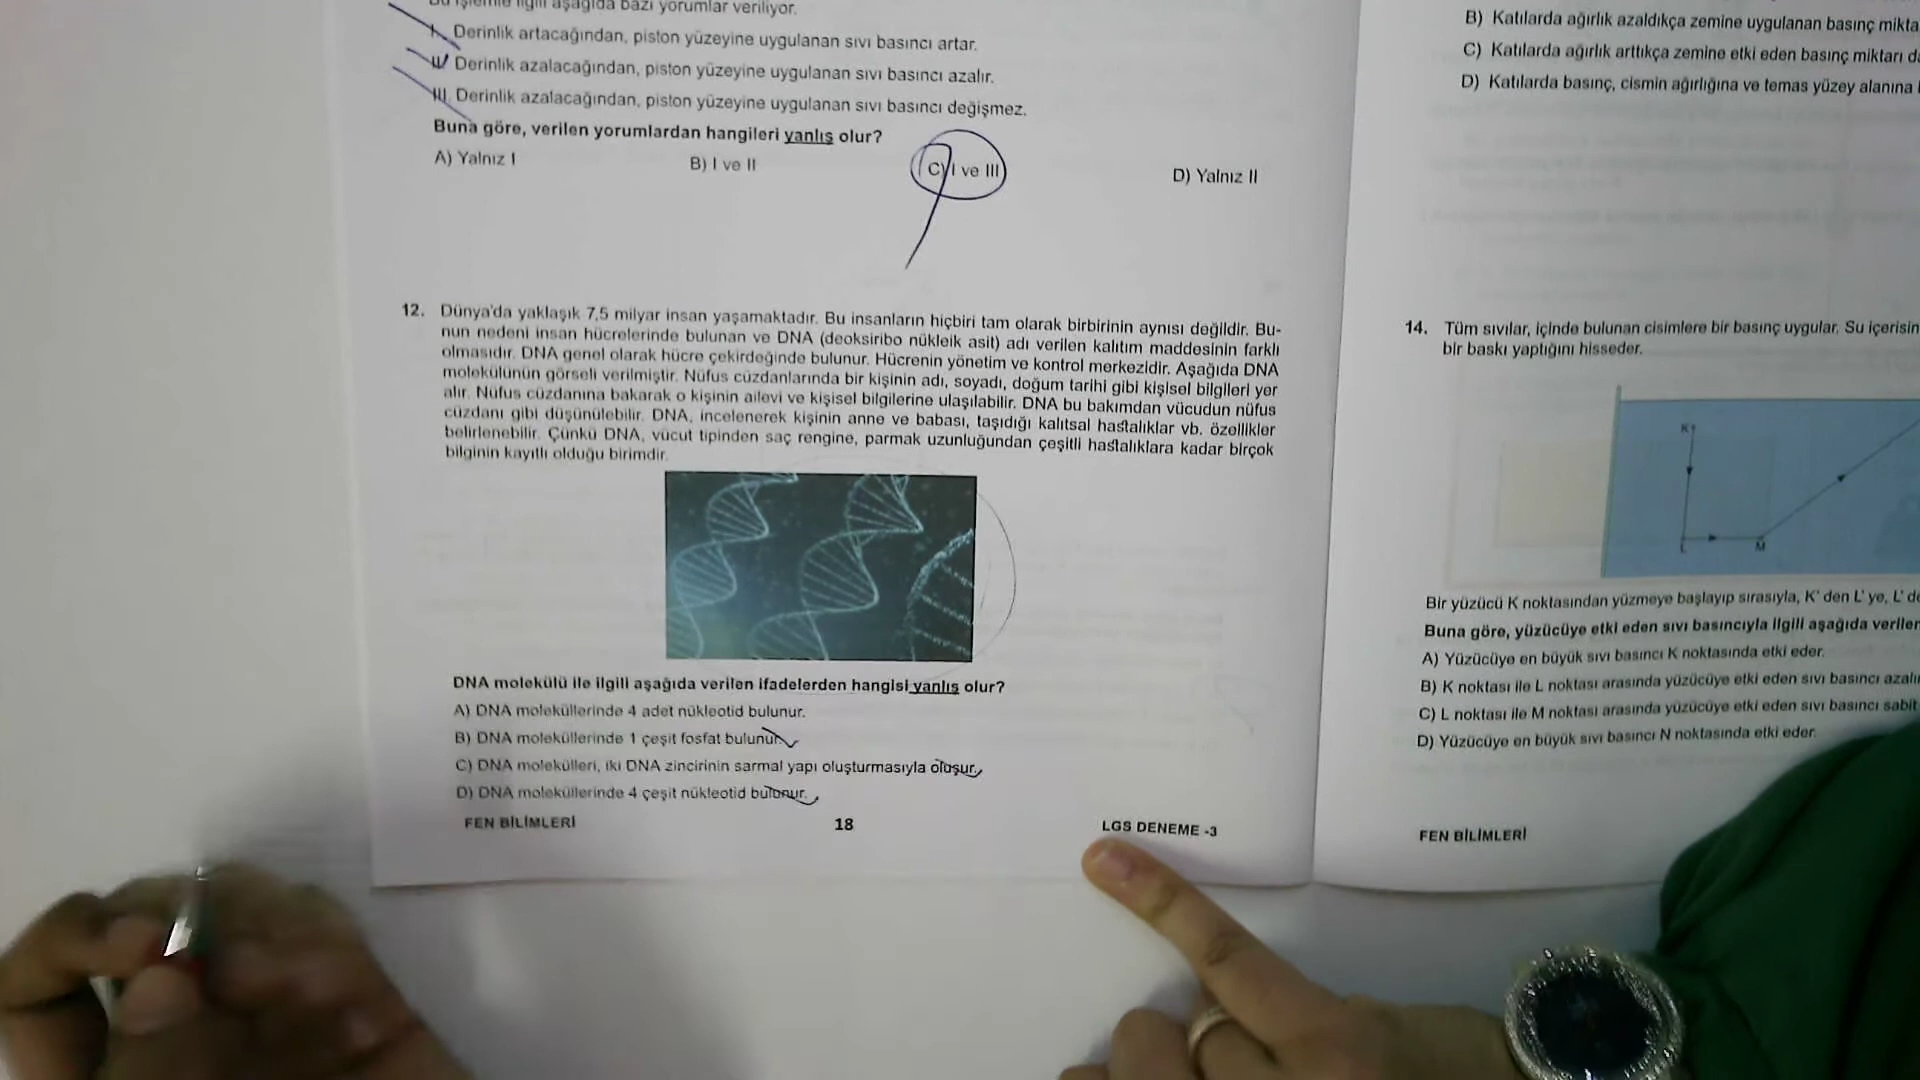 Bu işlemle ilgili aşağıda bazı yorumlar veriliyor.
I. Derinlik artacağından, piston yüzeyine uygulanan sıvı basıncı artar.
II. Derinlik azalacağından, piston yüzeyine uygulanan sıvı basıncı azalır.
III. Derinlik azalacağından, piston yüzeyine uygulanan sıvı basıncı değişmez.
Buna göre, verilen yorumlardan hangileri yanlış olur?
A) Yalnız I B) I ve II C) I ve III D) Yalnız II
12. Dünya'da yaklaşık 7,5 milyar insan yaşamaktadır. Bu insanların hiçbiri tam olarak birbirinin aynısı değildir. Bu-
nun nedeni insan hücrelerinde bulunan ve DNA (deoksiribo nükleik asit) adı verilen kalıtım maddesinin farklı
olmasıdır. DNA genel olarak hücre çekirdeğinde bulunur. Hücrenin yönetim ve kontrol merkezidir. Aşağıda DNA
molekülünün görseli verilmiştir. Nüfus cüzdanlarında bir kişinin adı, soyadı, doğum tarihi gibi kişisel bilgileri yer
alır. Nüfus cüzdanına bakarak o kişinin ailevi ve kişisel bilgilerine ulaşılabilir. DNA bu bakımdan vücudun nüfus
cüzdanı gibi düşünülebilir. DNA, incelenerek kişinin anne ve babası, taşıdığı kalıtsal hastalıklar vb. özellikler
belirlenebilir. Çünkü DNA, vücut tipinden saç rengine, parmak uzunluğundan çeşitli hastalıklara kadar birçok
bilginin kayıtlı olduğu birimdir.
DNA molekülü ile ilgili aşağıda verilen ifadelerden hangisi yanlış olur?
A) DNA moleküllerinde 4 adet nükleotid bulunur.
B) DNA moleküllerinde 1 çeşit fosfat bulunur.
C) DNA molekülleri, iki DNA zincirinin sarmal yapı oluşturmasıyla oluşur.
D) DNA moleküllerinde 4 çeşit nükleotid bulunur.
FEN BİLİMLERİ 18 LGS DENEME -3
B) Katılarda ağırlık azaldıkça zemine uygulanan basınç mikta
C) Katılarda ağırlık arttıkça zemine etki eden basınç miktarı
D) Katılarda basınç, cismin ağırlığına ve temas yüzey alanına
14. Tüm sıvılar, içinde bulunan cisimlere bir basınç uygular. Su içerisin
bir baskı yaptığını hisseder.
K
L
M
Bir yüzücü K noktasından yüzmeye başlayıp sırasıyla, K' den L' ye, L' de
Buna göre, yüzücüye etki eden sıvı basıncıyla ilgili aşağıda verilen
A) Yüzücüye en büyük sıvı basıncı K noktasında etki eder.
B) K noktası ile L noktası arasında yüzücüye etki eden sıvı basıncı azalı
C) L noktası ile M noktası arasında yüzücüye etki eden sıvı basıncı sabit
D) Yüzücüye en büyük sıvı basıncı N noktasında etki eder.
FEN BİLİMLERİ